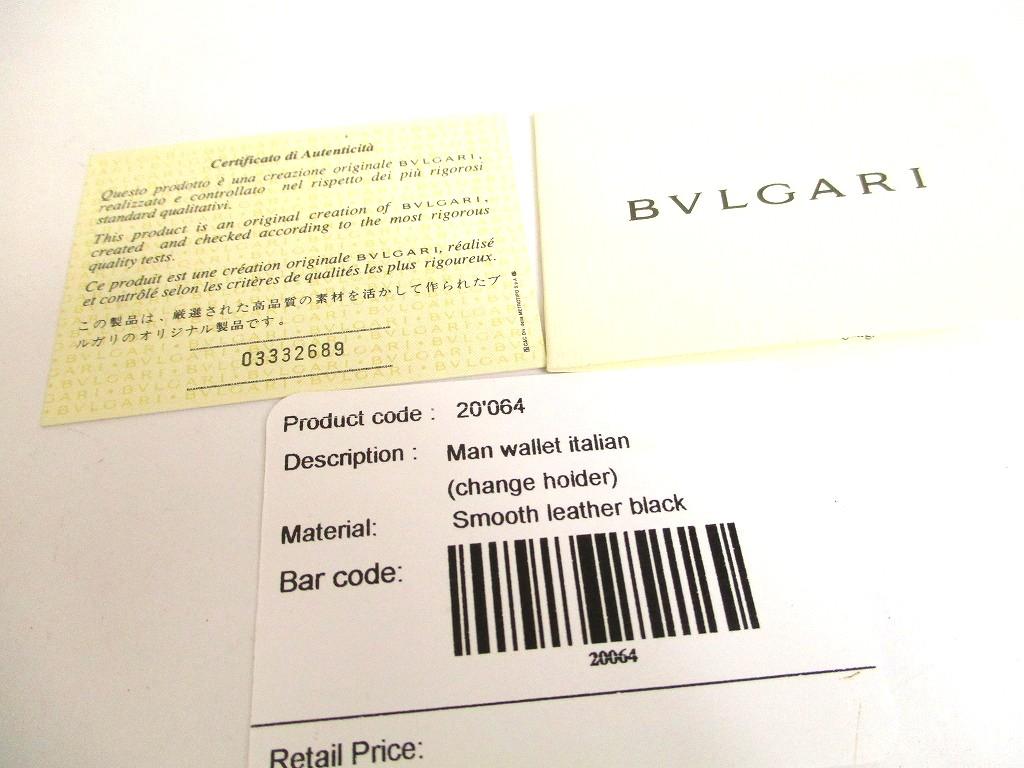 Certificato di Autenticità
Questo prodotto è una creazione originale BVLGARI,
realizzato e controllato nel rispetto dei più rigorosi
standard qualitativi.
This product is an original creation of BVLGARI,
created and checked according to the most rigorous
quality tests.
Ce produit est une création originale BVLGARI, réalisé
et contrôlé selon les critères de qualités les plus rigoureux.
この製品は、厳選された高品質の素材を活かして作られたブ
ルガリのオリジナル製品です。
03332689
BVLGARI
Product code : 20'064
Description : Man wallet italian
(change hoider)
Material: Smooth leather black
Bar code:
20064
Retail Price: